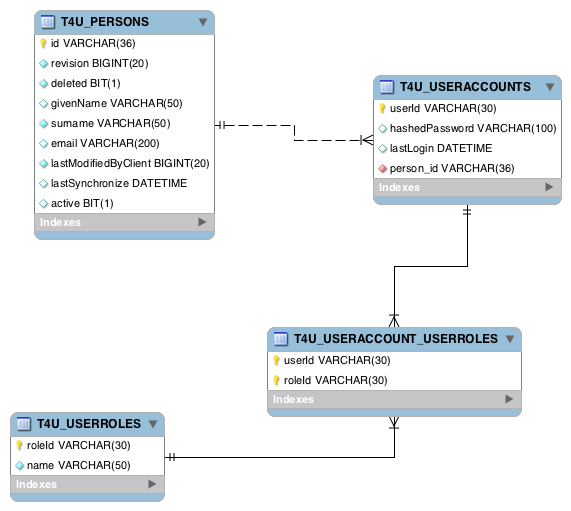 T4U_PERSONS
id VARCHAR(36)
revision BIGINT(20)
deleted BIT(1)
givenName VARCHAR(50)
surname VARCHAR(50)
email VARCHAR(200)
lastModifiedByClient BIGINT(20)
lastSynchronize DATETIME
active BIT(1)
Indexes
T4U_USERACCOUNTS
userId VARCHAR(30)
hashedPassword VARCHAR(100)
lastLogin DATETIME
person_id VARCHAR(36)
Indexes
T4U_USERACCOUNT_USERROLES
userId VARCHAR(30)
roleId VARCHAR(30)
Indexes
T4U_USERROLES
roleId VARCHAR(30)
name VARCHAR(50)
Indexes